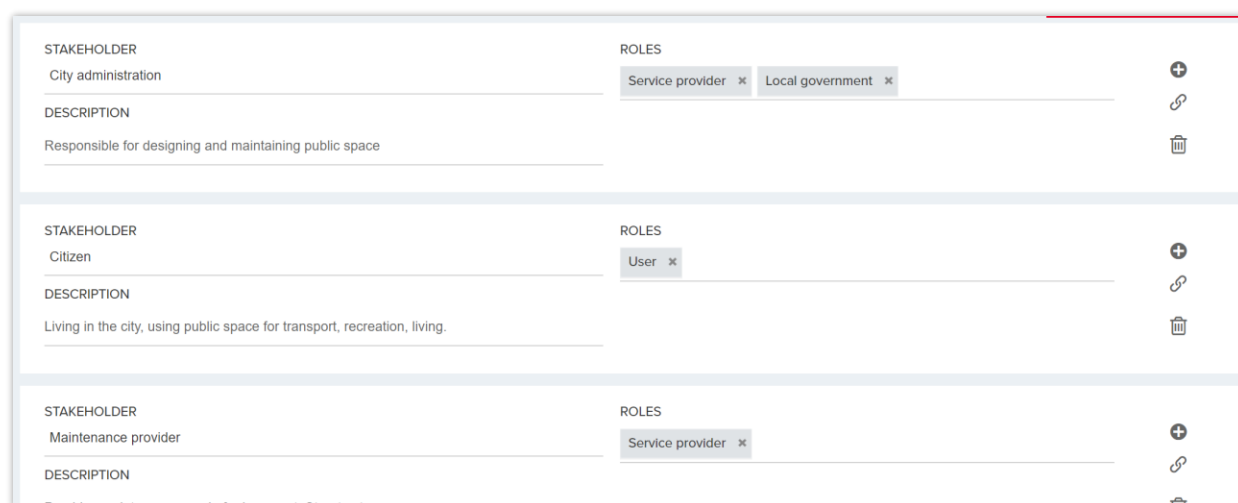 STAKEHOLDER
City administration
DESCRIPTION
Responsible for designing and maintaining public space
ROLES
Service provider × Local government ×
STAKEHOLDER
Citizen
DESCRIPTION
Living in the city, using public space for transport, recreation, living.
ROLES
User ×
STAKEHOLDER
Maintenance provider
DESCRIPTION
ROLES
Service provider ×